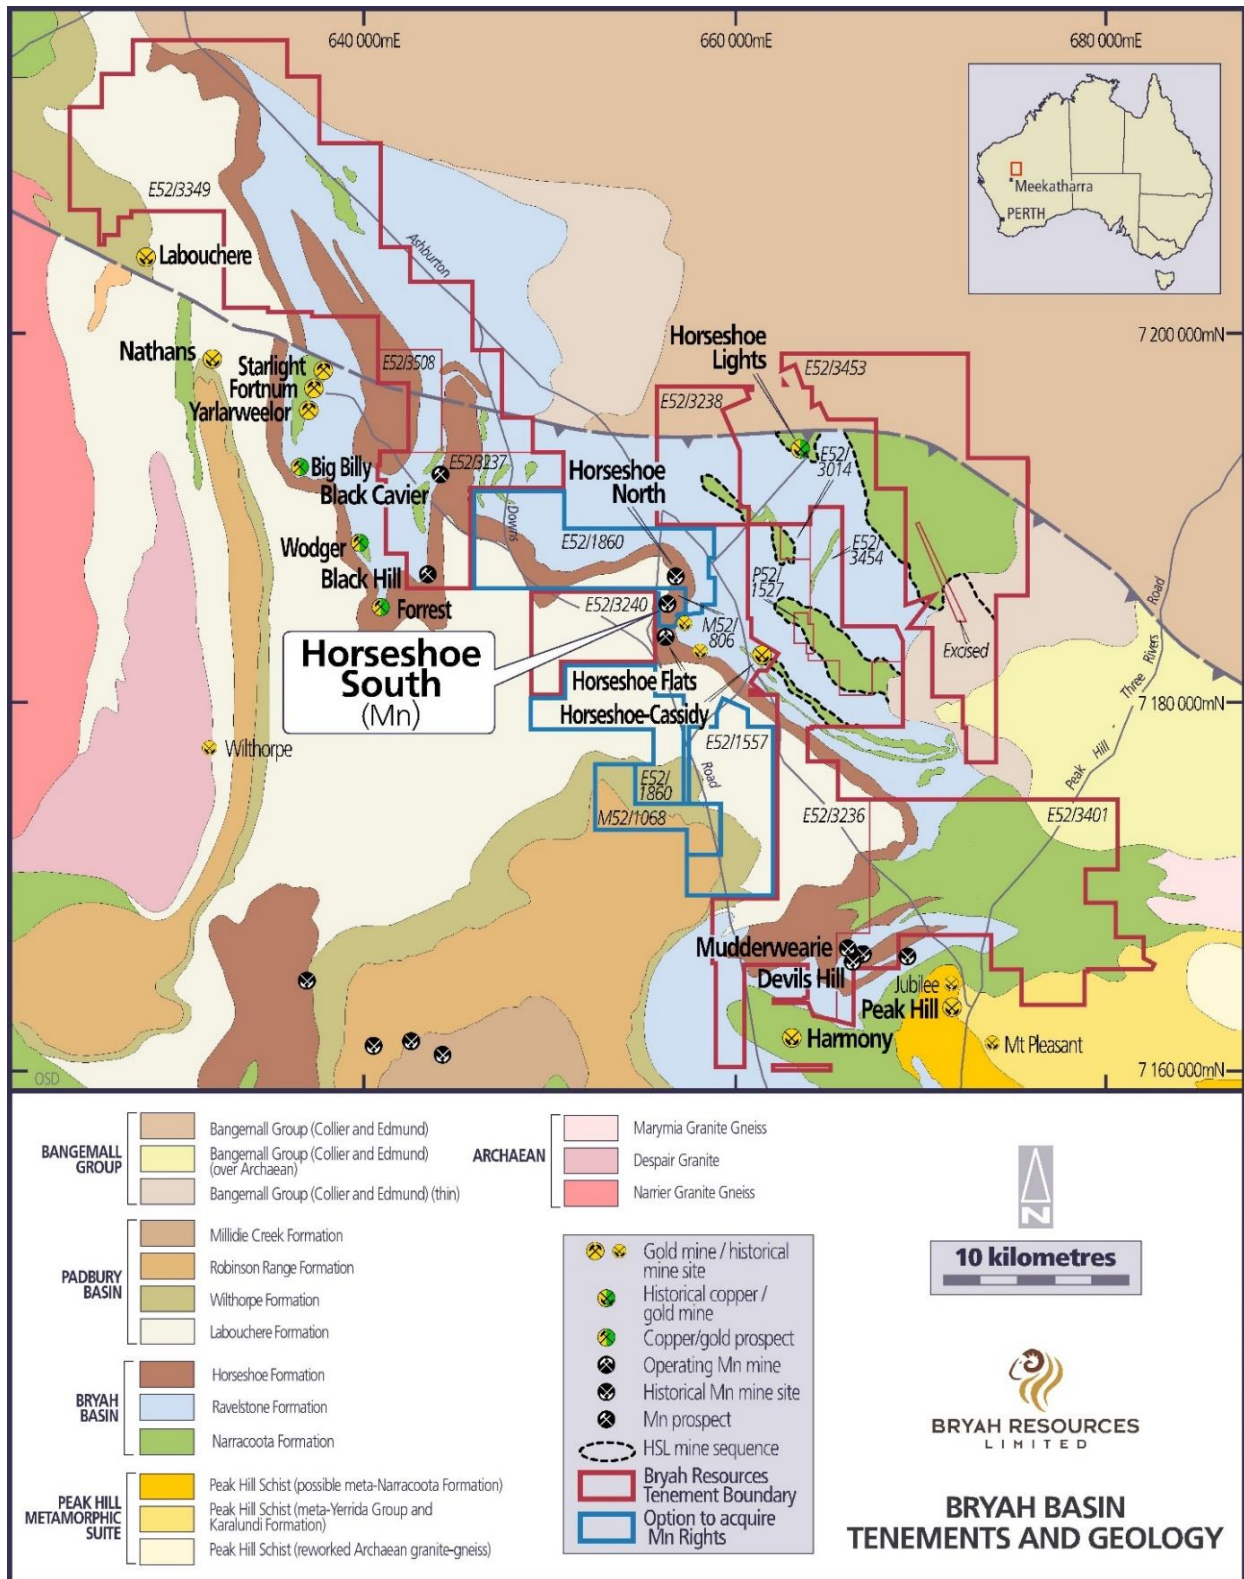 640 000mE
660 000mE
680 000mE
Meekatharra
PERTH
E52/3349
Labouchere
Ashburton
7 200 000mN
Nathans
Starlight
Fortnum
Yarlarweelor
E52/3508
Horseshoe
Lights
E52/3453
E52/3238
Big Billy
Black Cavier
E52/3237
Horseshoe
North
E52/
3014
Downs
E52/1860
E52/
3454
Wodger
Black Hill
P52/
1527
Forrest
E52/3240
M52/
806
Excised
Road
Three Rivers
Horseshoe
South
(Mn)
Horseshoe Flats
Horseshoe-Cassidy
7 180 000mN
Wilthorpe
E52/1557
Road
Peak Hill -
E52/
1860
M52/1068
E52/3236
E52/3401
Mudderwearie
Devils Hill
Jubilee
Peak Hill
Harmony
Mt Pleasant
OSD
7 160 000mN
BANGEMALL
GROUP
Bangemall Group (Collier and Edmund)
Bangemall Group (Collier and Edmund)
(over Archaean)
Bangemall Group (Collier and Edmund) (thin)
PADBURY
BASIN
Millidie Creek Formation
Robinson Range Formation
Wilthorpe Formation
Labouchere Formation
BRYAH
BASIN
Horseshoe Formation
Ravelstone Formation
Narracoota Formation
PEAK HILL
METAMORPHIC
SUITE
Peak Hill Schist (possible meta-Narracoota Formation)
Peak Hill Schist (meta-Yerrida Group and
Karalundi Formation)
Peak Hill Schist (reworked Archaean granite-gneiss)
ARCHAEAN
Marymia Granite Gneiss
Despair Granite
Narrier Granite Gneiss
Gold mine / historical
mine site
Historical copper /
gold mine
Copper/gold prospect
Operating Mn mine
Historical Mn mine site
Mn prospect
HSL mine sequence
Bryah Resources
Tenement Boundary
Option to acquire
Mn Rights
N
10 kilometres
BRYAH RESOURCES
LIMITED
BRYAH BASIN
TENEMENTS AND GEOLOGY